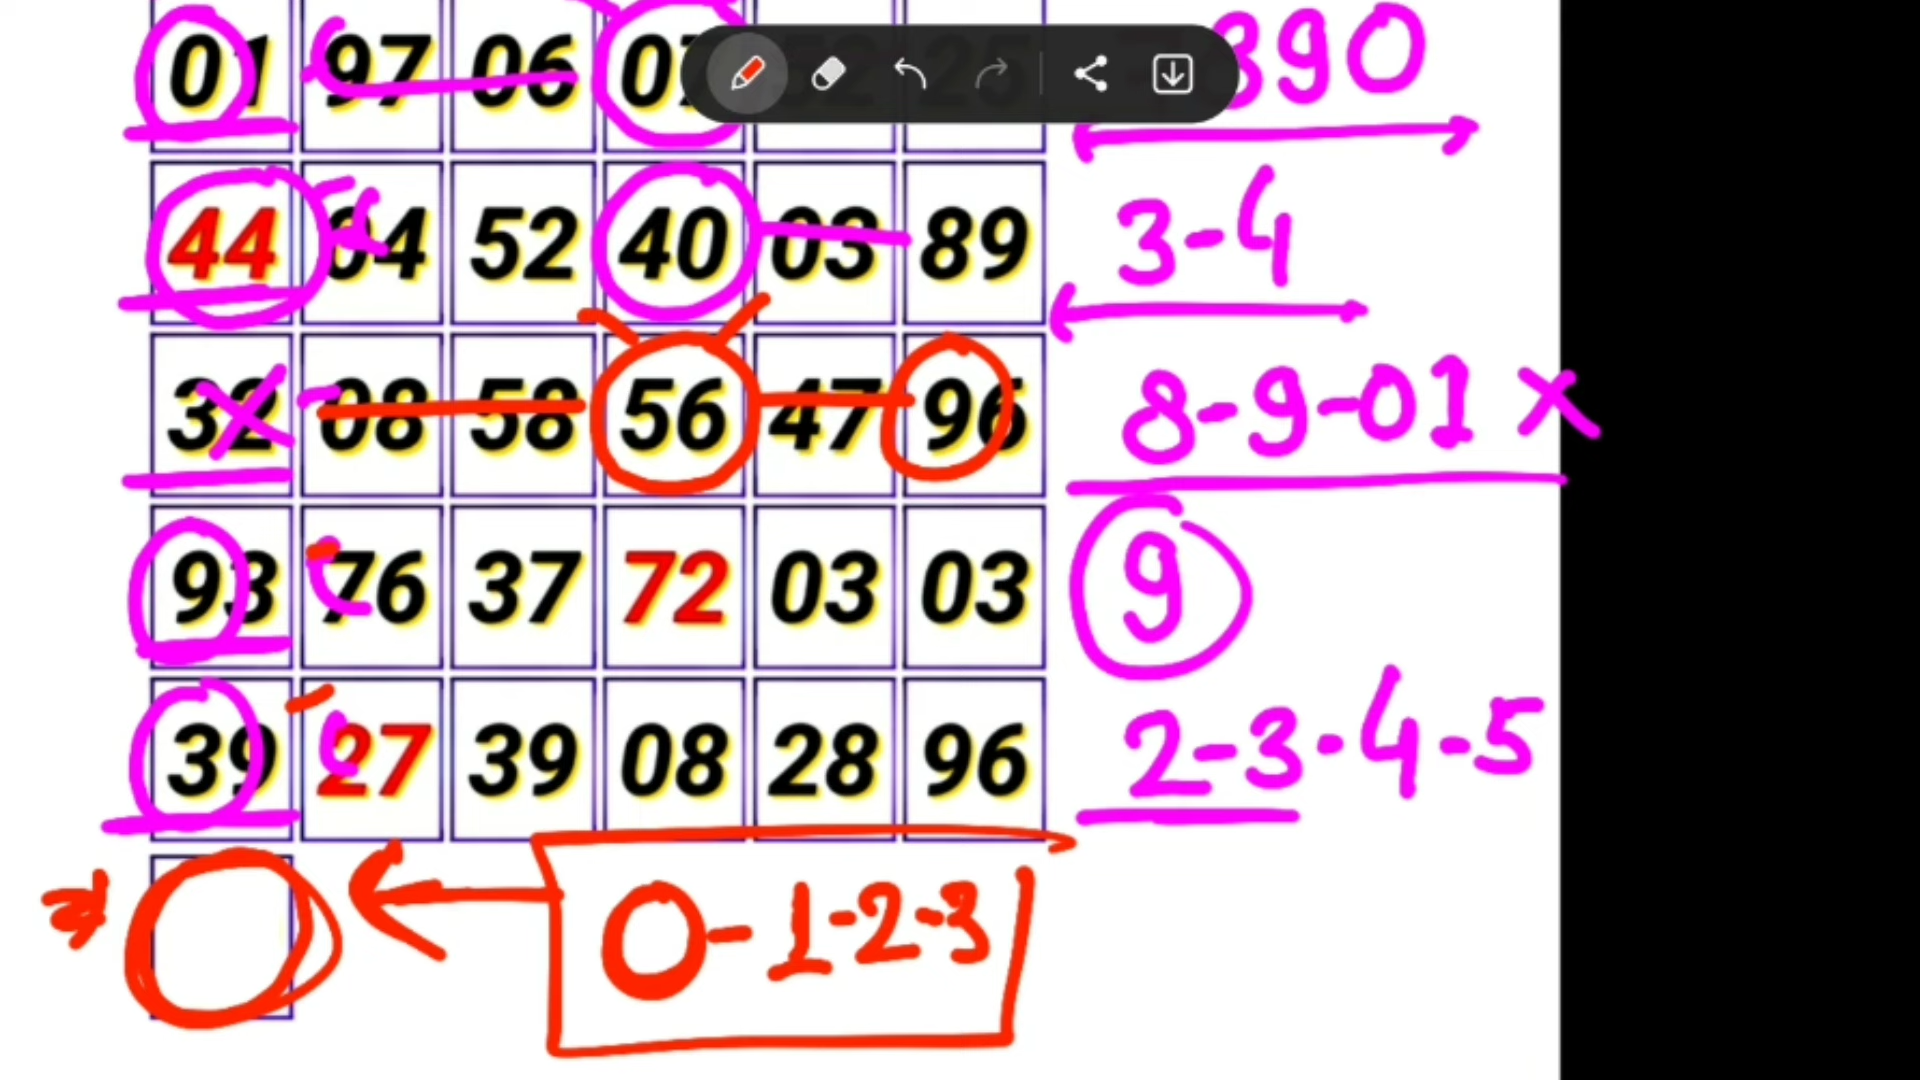 01 97 06 07 390
44 04 52 40 03 89 3-4
32 08 58 56 47 96 8-9-01 X
93 76 37 72 03 03 9
39 27 39 08 28 96 2-3-4-5
0-1-2-3